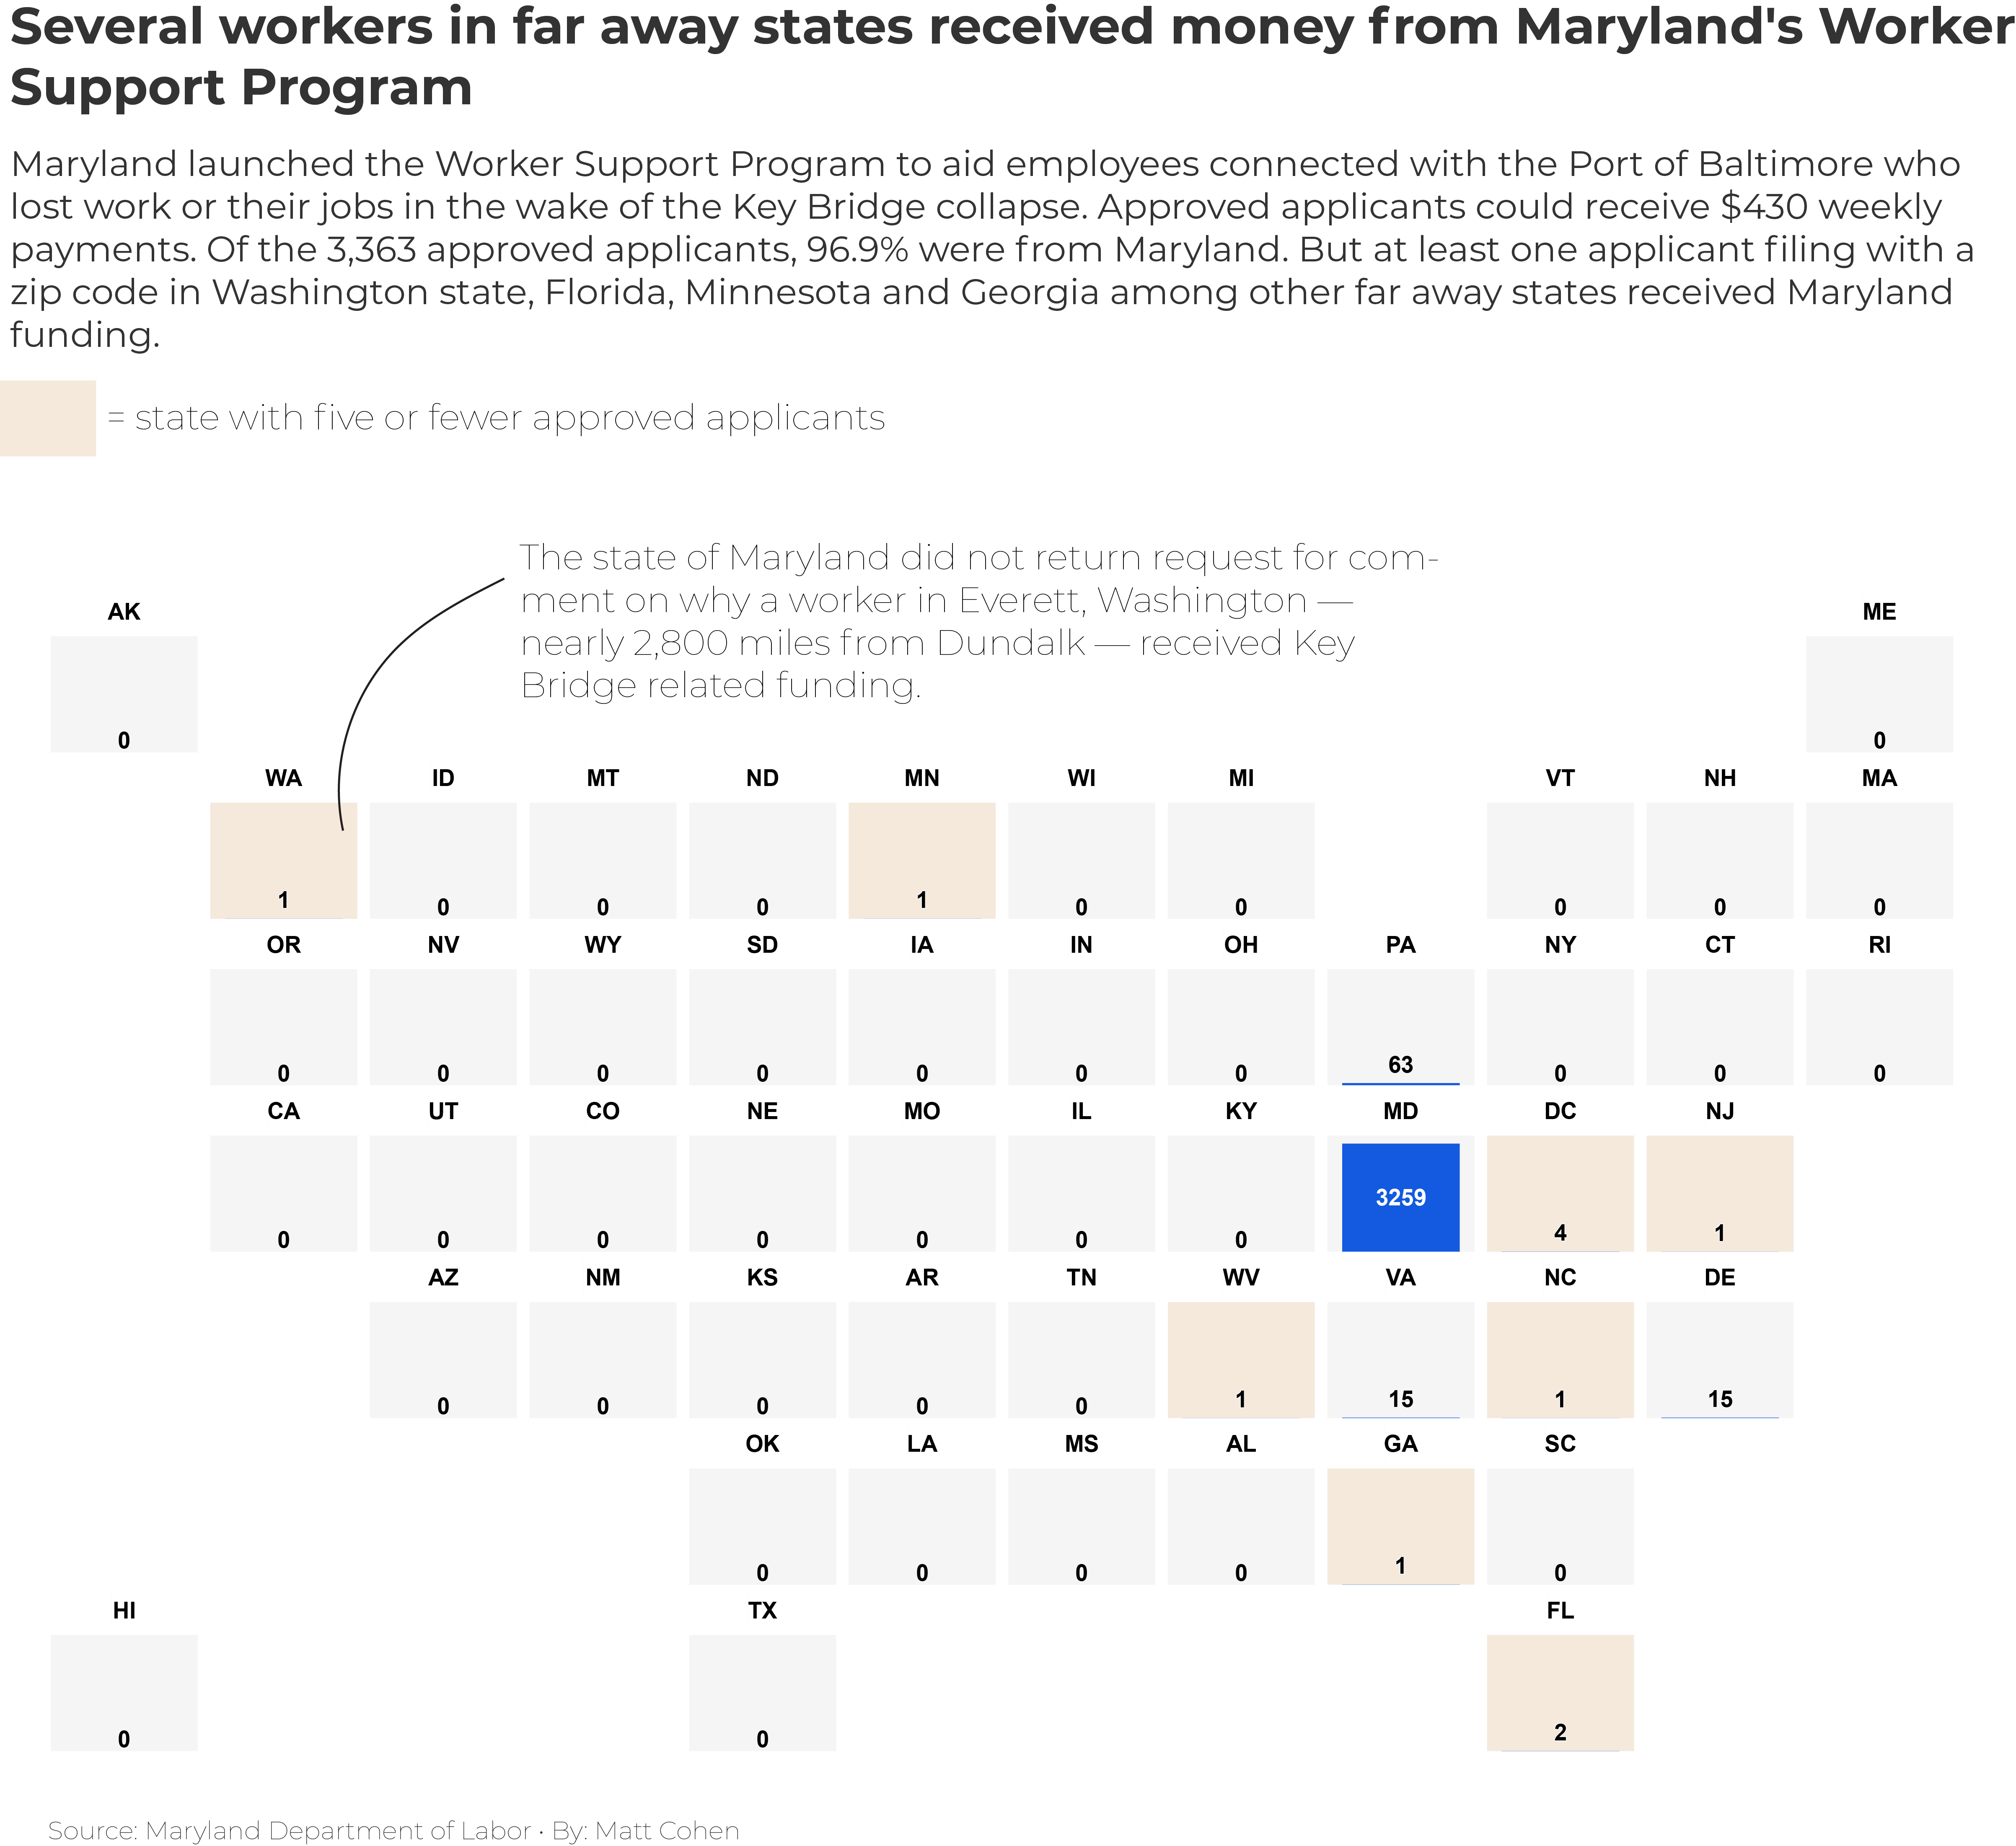 Several workers in far away states received money from Maryland's Worker
Support Program
Maryland launched the Worker Support Program to aid employees connected with the Port of Baltimore who
lost work or their jobs in the wake of the Key Bridge collapse. Approved applicants could receive $430 weekly
payments. Of the 3,363 approved applicants, 96.9% were from Maryland. But at least one applicant filing with a
zip code in Washington state, Florida, Minnesota and Georgia among other far away states received Maryland
funding.
= state with five or fewer approved applicants
The state of Maryland did not return request for com-
ment on why a worker in Everett, Washington —
nearly 2,800 miles from Dundalk — received Key
Bridge related funding.
AK ME
0 0
WA ID MT ND MN WI MI VT NH MA
1 0 0 0 1 0 0 0 0 0
OR NV WY SD IA IN OH PA NY CT RI
0 0 0 0 0 0 0 63 0 0 0
CA UT CO NE MO IL KY MD DC NJ
0 0 0 0 0 0 0 3259 4 1
AZ NM KS AR TN WV VA NC DE
0 0 0 0 0 1 15 1 15
OK LA MS AL GA SC
0 0 0 0 1 0
HI TX FL
0 0 2
Source: Maryland Department of Labor • By: Matt Cohen